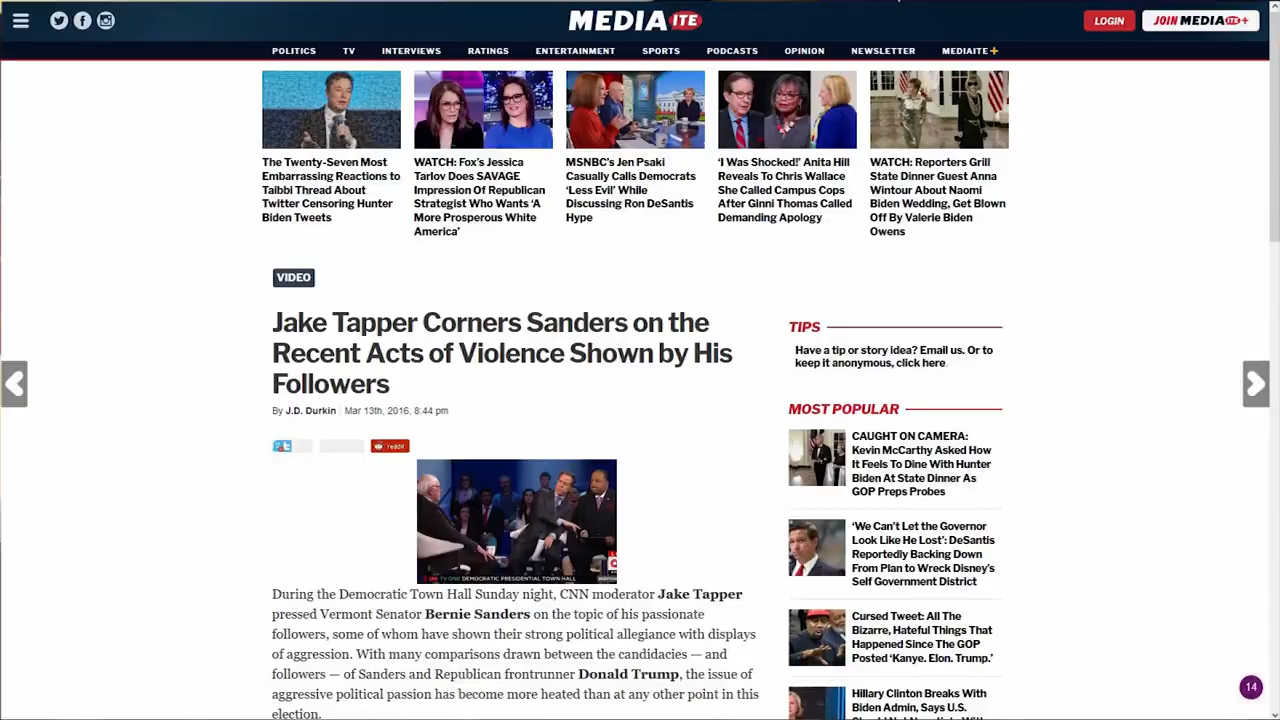 MEDIAITE
LOGIN
JOIN MEDIAITE+
POLITICS TV INTERVIEWS RATINGS ENTERTAINMENT SPORTS PODCASTS OPINION NEWSLETTER MEDIAITE+
The Twenty-Seven Most
Embarrassing Reactions to
Taibbi Thread About
Twitter Censoring Hunter
Biden Tweets
WATCH: Fox's Jessica
Tarlov Does SAVAGE
Impression Of Republican
Strategist Who Wants ‘A
More Prosperous White
America’
MSNBC's Jen Psaki
Casually Calls Democrats
‘Less Evil’ While
Discussing Ron DeSantis
Hype
‘I Was Shocked!’ Anita Hill
Reveals To Chris Wallace
She Called Campus Cops
After Ginni Thomas Called
Demanding Apology
WATCH: Reporters Grill
State Dinner Guest Anna
Wintour About Naomi
Biden Wedding, Get Blown
Off By Valerie Biden
Owens
VIDEO
Jake Tapper Corners Sanders on the
Recent Acts of Violence Shown by His
Followers
By J.D. Durkin Mar 13th, 2016, 8:44 pm
reddit
TV ONE DEMOCRATIC PRESIDENTIAL TOWN HALL
During the Democratic Town Hall Sunday night, CNN moderator Jake Tapper
pressed Vermont Senator Bernie Sanders on the topic of his passionate
followers, some of whom have shown their strong political allegiance with displays
of aggression. With many comparisons drawn between the candidacies — and
followers — of Sanders and Republican frontrunner Donald Trump, the issue of
aggressive political passion has become more heated than at any other point in this
election.
TIPS
Have a tip or story idea? Email us. Or to
keep it anonymous, click here.
MOST POPULAR
CAUGHT ON CAMERA:
Kevin McCarthy Asked How
It Feels To Dine With Hunter
Biden At State Dinner As
GOP Preps Probes
‘We Can't Let the Governor
Look Like He Lost’: DeSantis
Reportedly Backing Down
From Plan to Wreck Disney's
Self Government District
Cursed Tweet: All The
Bizarre, Hateful Things That
Happened Since The GOP
Posted ‘Kanye. Elon. Trump.’
Hillary Clinton Breaks With
Biden Admin, Says U.S.
14